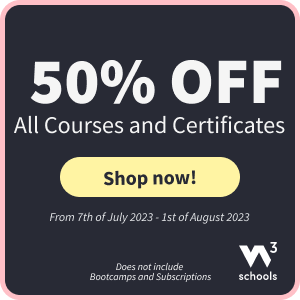 50% OFF
All Courses and Certificates
Shop now!
From 7th of July 2023 - 1st of August 2023
Does not include
Bootcamps and Subscriptions
w3
schools